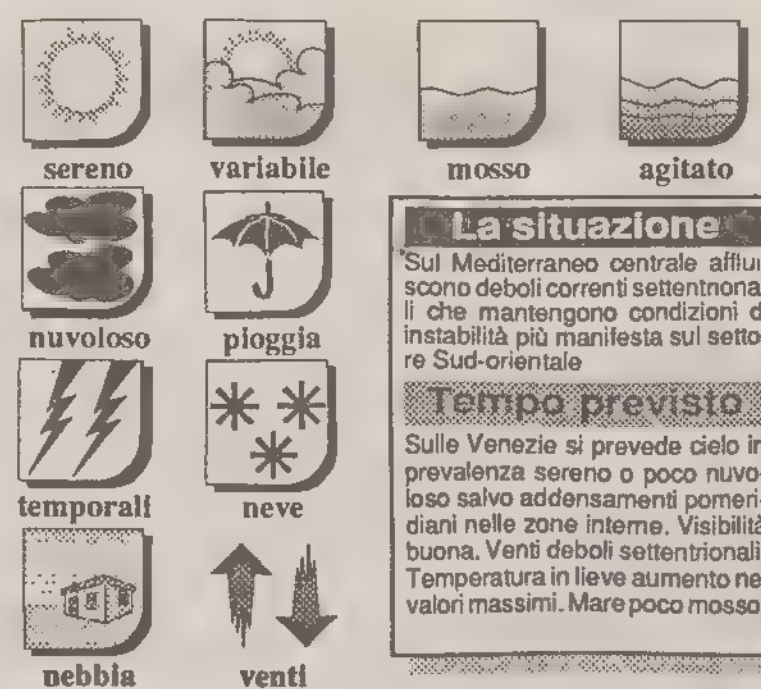 sereno
variabile
mosso
agitato
nuvoloso
pioggia
temporali
neve
nebbia
venti
La situazione
Sul Mediterraneo centrale afflui
scono deboli correnti settentriona
li che mantengono condizioni d
instabilità più manifesta sul setto-
re Sud-orientale
Tempo previsto
Sulle Venezie si prevede cielo in
prevalenza sereno o poco nuvo-
loso salvo addensamenti pomeri-
diani nelle zone interne. Visibilità
buona. Venti deboli settentrionali
Temperatura in lieve aumento ne
valori massimi. Mare poco mosso